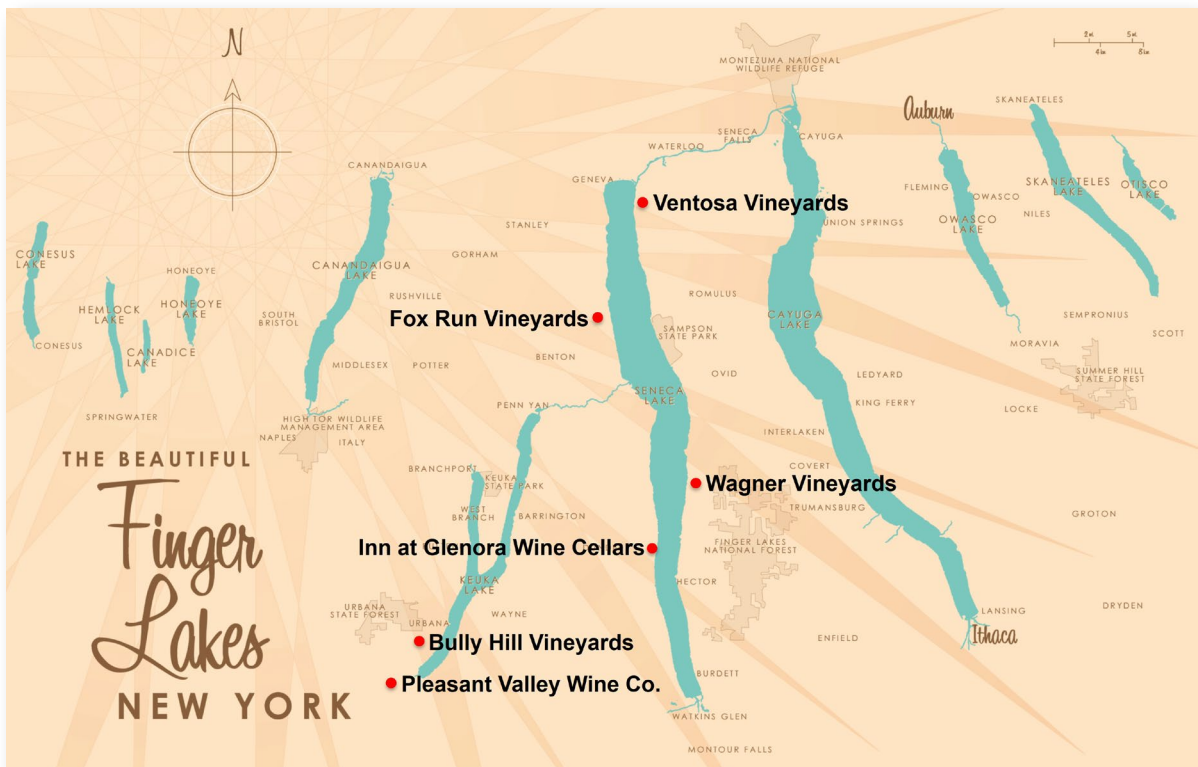 N
MONTEZUMA NATIONAL
WILDLIFE REFUGE
2mi 5mi
4km 8km
SKANEATELES
Auburn
CAYUGA
SENECA
FALLS
WATERLOO
CANANDAIGUA
GENEVA
FLEMING
SKANEATELES
LAKE
OTISCO
LAKE
OWASCO
NILES
Ventosa Vineyards
OWASCO
LAKE
UNION SPRINGS
STANLEY
CONESUS
LAKE
GORHAM
CANANDAIGUA
LAKE
HONEOYE
RUSHVILLE
ROMULUS
HEMLOCK
LAKE
HONEOYE
LAKE
SOUTH
BRISTOL
Fox Run Vineyards
CAYUGA
LAKE
SEMPRONIUS
SAMPSON
STATE PARK
SCOTT
CONESUS
CANADICE
LAKE
MORAVIA
BENTON
MIDDLESEX
POTTER
OVID
LEDYARD
SUMMER HILL
STATE FOREST
SENECA
LAKE
KING FERRY
PENN YAN
LOCKE
SPRINGWATER
HIGH TOR WILDLIFE
MANAGEMENT AREA
NAPLES
ITALY
INTERLAKEN
THE BEAUTIFUL
BRANCHPORT
KEUKA
STATE PARK
COVERT
Wagner Vineyards
TRUMANSBURG
WEST
BRANCH
BARRINGTON
GROTON
Finger
Lakes
NEW YORK
Inn at Glenora Wine Cellars
FINGER LAKES
NATIONAL FOREST
KEUKA
LAKE
HECTOR
URBANA
STATE FOREST
WAYNE
URBANA
LANSING
DRYDEN
Ithaca
ENFIELD
Bully Hill Vineyards
BURDETT
Pleasant Valley Wine Co.
WATKINS GLEN
MONTOUR FALLS